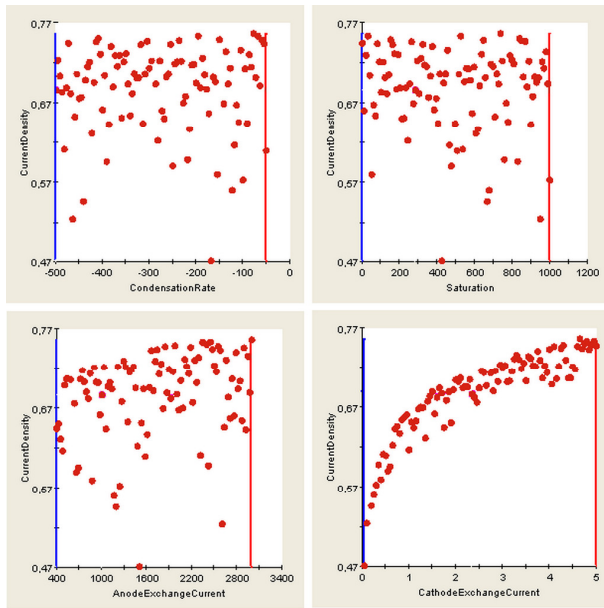 0,77
0,67
0,57
0,47
CurrentDensity
-500 -400 -300 -200 -100 0
CondensationRate
0,77
0,67
0,57
0,47
CurrentDensity
0 200 400 600 800 1000 1200
Saturation
0,77
0,67
0,67
0,47
CurrentDensity
400 1000 1600 2200 2800 3400
AnodeExchangeCurrent
0,77
0,67
0,57
0,47
CurrentDensity
0 1 2 3 4 5
CathodeExchangeCurrent